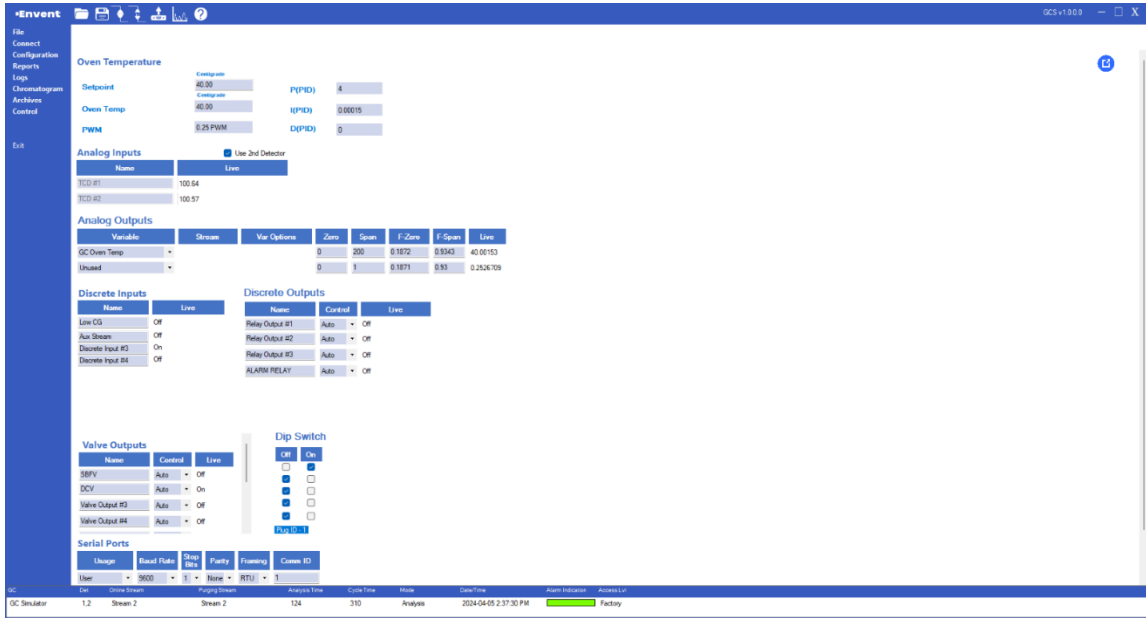 Envent
GCS v1.0.0
X
File
Connect
Configuration
Reports
Logs
Chromatogram
Archives
Control
Exit
Oven Temperature
Centigrade
Setpoint 40.00 P(PID) 4
Centigrade
Oven Temp 40.00 I(PID) 0.00015
PWM 0.25 PWM D(PID) 0
Analog Inputs Use 2nd Detector
Name Live
TCD #1 100.64
TCD #2 100.57
Analog Outputs
Variable Stream Var Options Zero Span F-Zero F-Span Live
GC Oven Temp 0 200 0.1872 0.9343 40.00153
Unused 0 1 0.1871 0.93 0.2526709
Discrete Inputs
Name Live
Low CG Off
Aux Stream Off
Discrete Input #3 On
Discrete Input #4 Off
Discrete Outputs
Name Control Live
Relay Output #1 Auto Off
Relay Output #2 Auto Off
Relay Output #3 Auto Off
ALARM RELAY Auto Off
Valve Outputs
Name Control Live
SBFV Auto Off
DCV Auto On
Valve Output #3 Auto Off
Valve Output #4 Auto Off
Dip Switch
Off On
Plug ID - 1
Serial Ports
Usage Baud Rate Stop Bits Parity Framing Comm ID
User 9600 1 None RTU 1
GC Det Online Stream Purging Stream Analysis Time Cycle Time Mode Date/Time Alarm Indication Access Lvl
GC Simulator 1,2 Stream 2 Stream 2 124 310 Analysis 2024-04-05 2:37:30 PM Factory